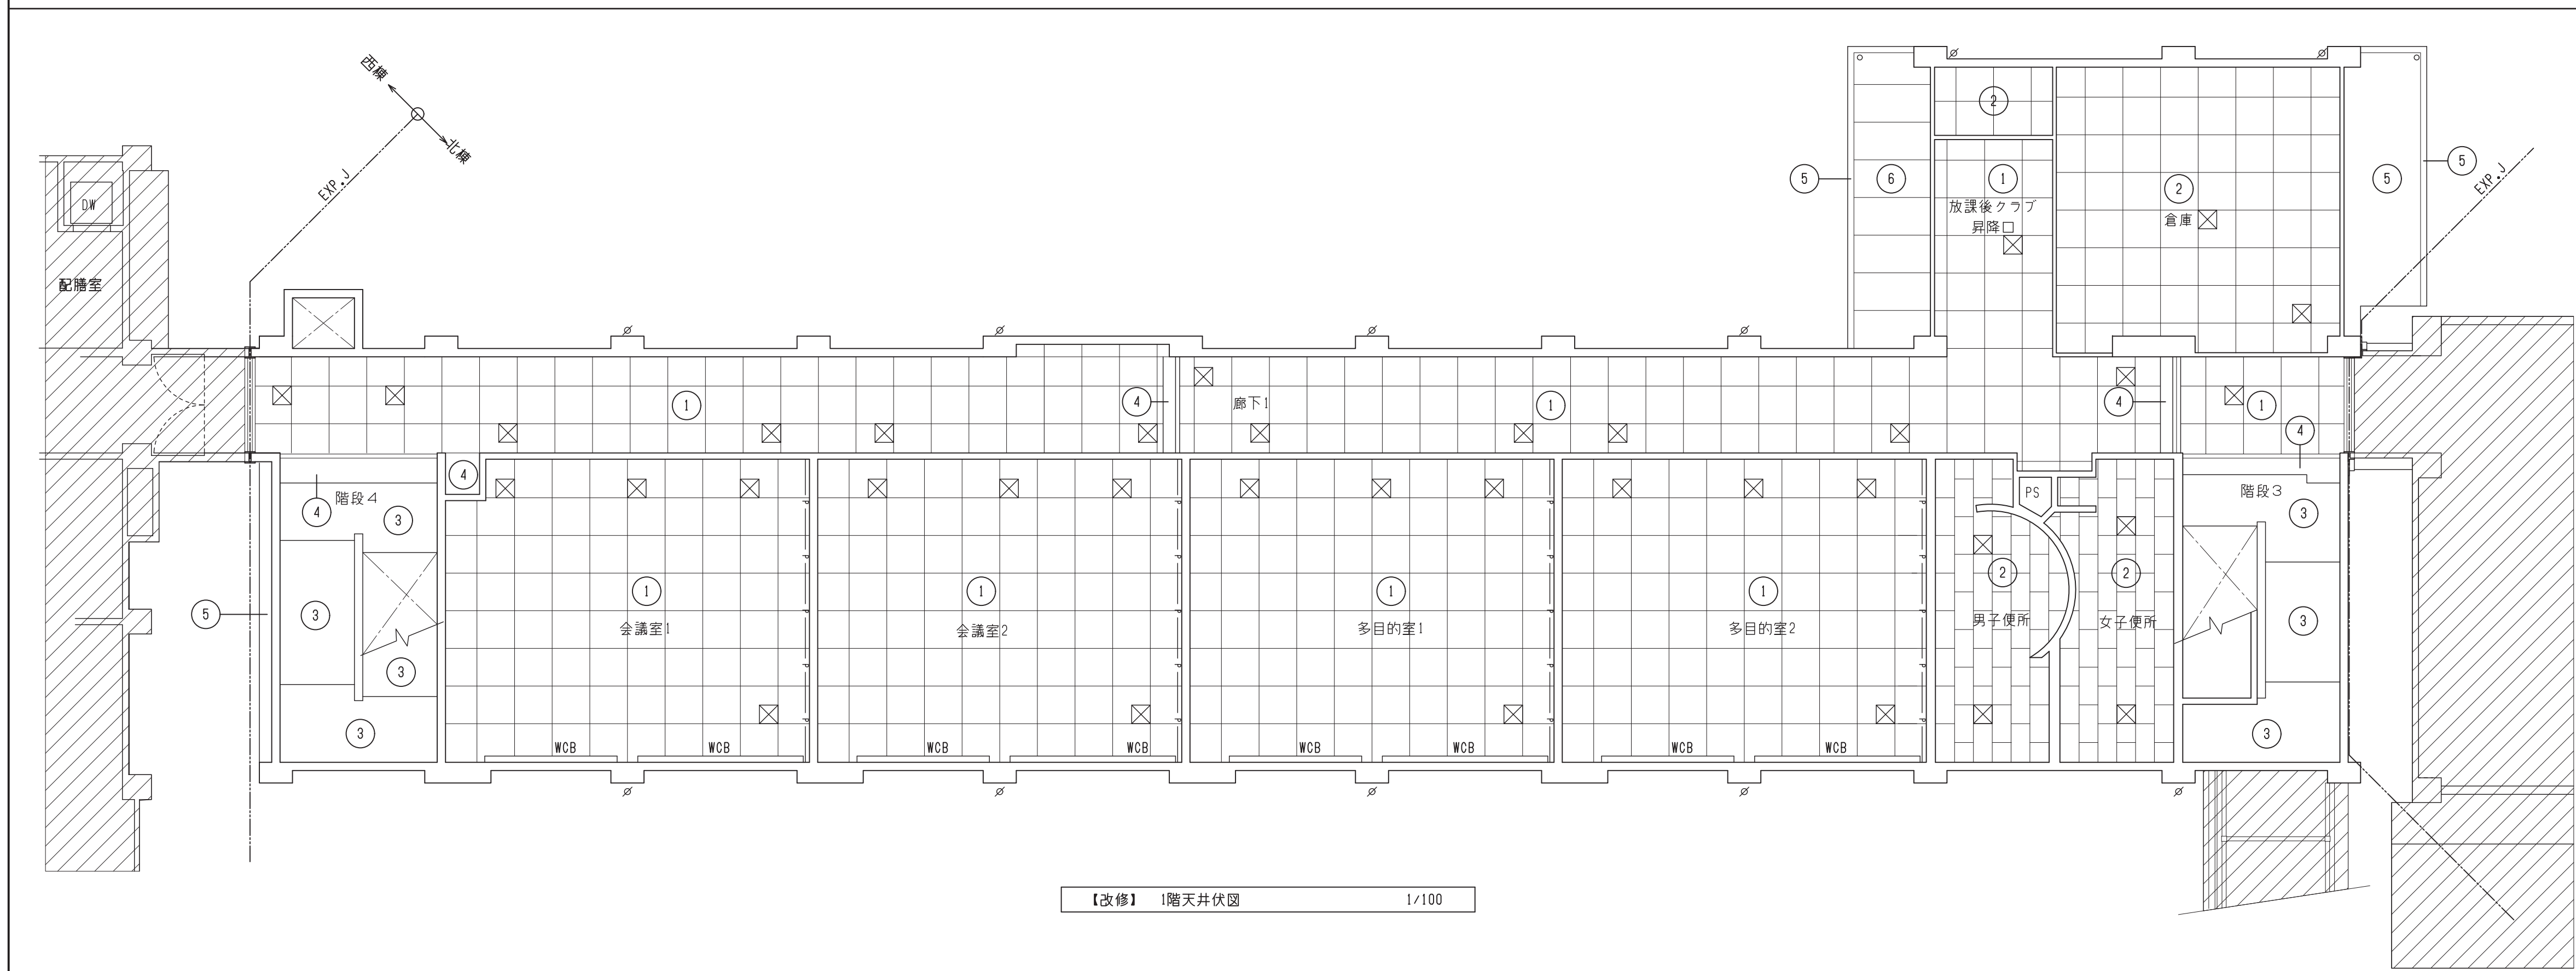 西棟
北棟
EXP.J
DW
配膳室
2
5
6
1
放課後クラブ
昇降口
2
倉庫
5
5
EXP.J
1
4
廊下1
1
4
1
4
階段4
4
3
4
5
3
3
3
1
会議室1
WCB
WCB
1
会議室2
WCB
WCB
1
多目的室1
WCB
WCB
1
多目的室2
WCB
WCB
PS
2
男子便所
2
女子便所
階段3
3
3
3
【改修】 1階天井伏図 1/100